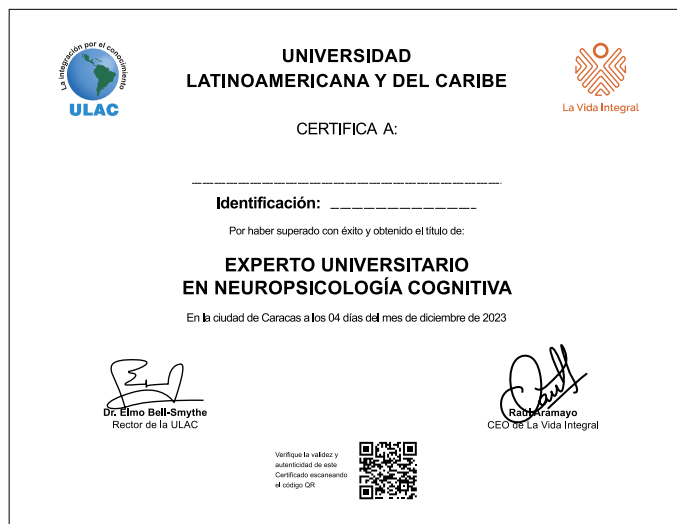 La integración por el conocimiento
ULAC
UNIVERSIDAD
LATINOAMERICANA Y DEL CARIBE
La Vida Integral
CERTIFICA A:
Identificación:
Por haber superado con éxito y obtenido el título de:
EXPERTO UNIVERSITARIO
EN NEUROPSICOLOGÍA COGNITIVA
En la ciudad de Caracas a los 04 días del mes de diciembre de 2023
Dr. Elmo Bell-Smythe
Rector de la ULAC
Raúl Aramayo
CEO de La Vida Integral
Verifique la validez y
autenticidad de este
Certificado escaneando
el código QR